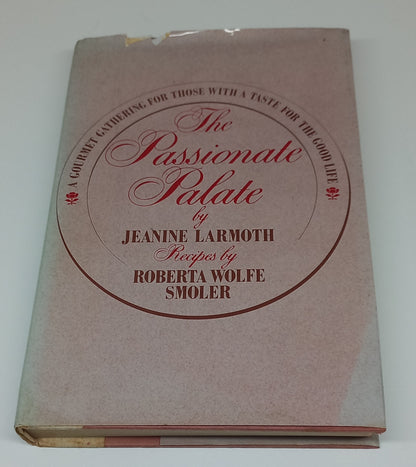 A GOURMET GATHERING FOR THOSE WITH A TASTE FOR THE GOOD LIFE
The
Passionate
Palate
by
JEANINE LARMOTH
Recipes by
ROBERTA WOLFE
SMOLER